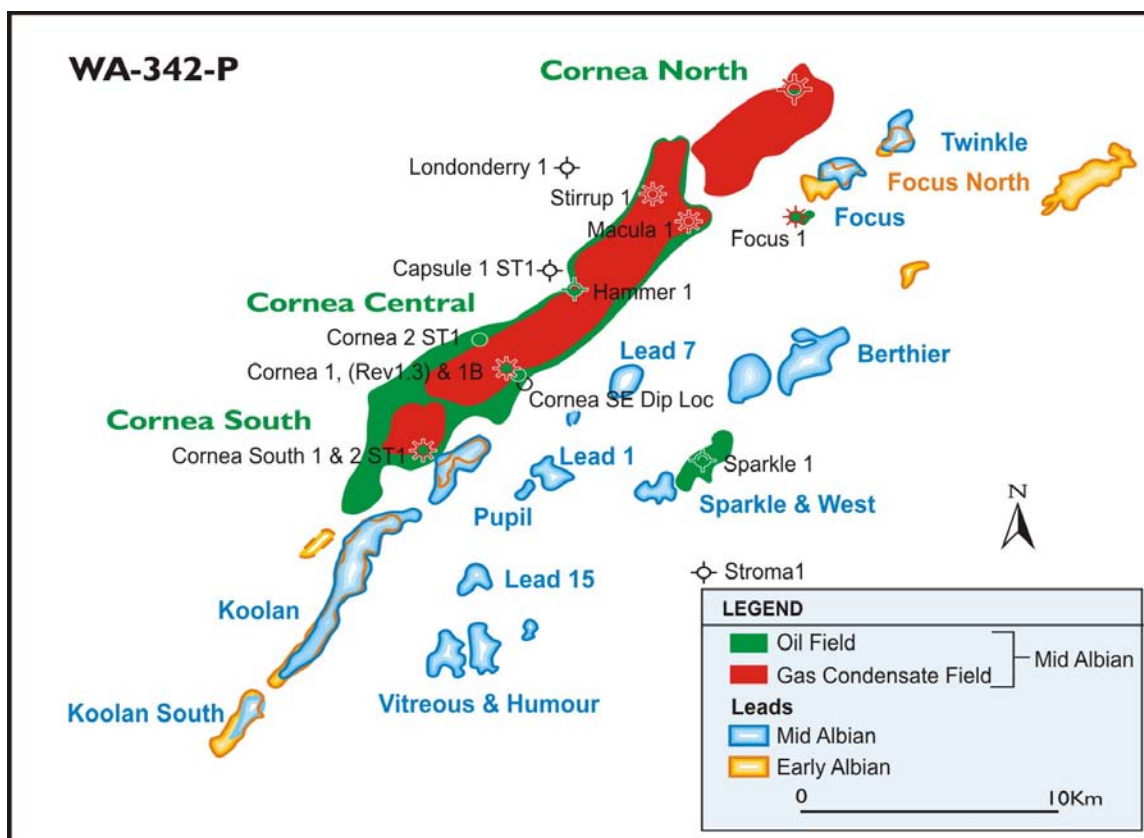 WA-342-P
Cornea North
Londonderry 1
Twinkle
Stirrup 1
Focus North
Macula 1
Focus 1
Focus
Capsule 1 ST1
Hammer 1
Cornea Central
Cornea 2 ST1
Lead 7
Berthier
Cornea 1, (Rev1.3) & 1B
Cornea SE Dip Loc
Cornea South
Cornea South 1 & 2 ST1
Lead 1
Sparkle 1
Pupil
Sparkle & West
N
Lead 15
Stroma1
Koolan
Vitreous & Humour
Koolan South
LEGEND
Oil Field
Gas Condensate Field
Mid Albian
Leads
Mid Albian
Early Albian
0 10Km